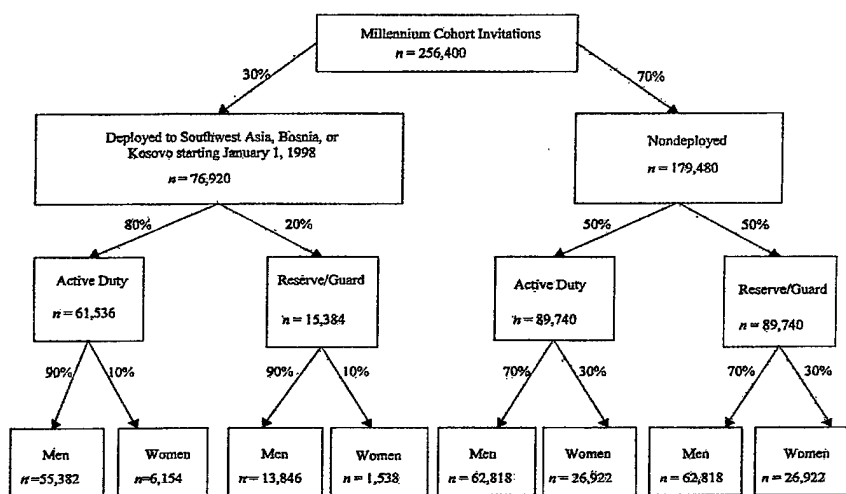 Millennium Cohort Invitations
n = 256,400
30%
70%
Deployed to Southwest Asia, Bosnia, or
Kosovo starting January 1, 1998
n = 76,920
Nondeployed
n = 179,480
80%
20%
50%
50%
Active Duty
n = 61,536
Reserve/Guard
n = 15,384
Active Duty
n = 89,740
Reserve/Guard
n = 89,740
90%
10%
90%
10%
70%
30%
70%
30%
Men
n=55,382
Women
n=6,154
Men
n = 13,846
Women
n = 1,538
Men
n = 62,818
Women
n = 26,922
Men
n = 62,818
Women
n = 26,922